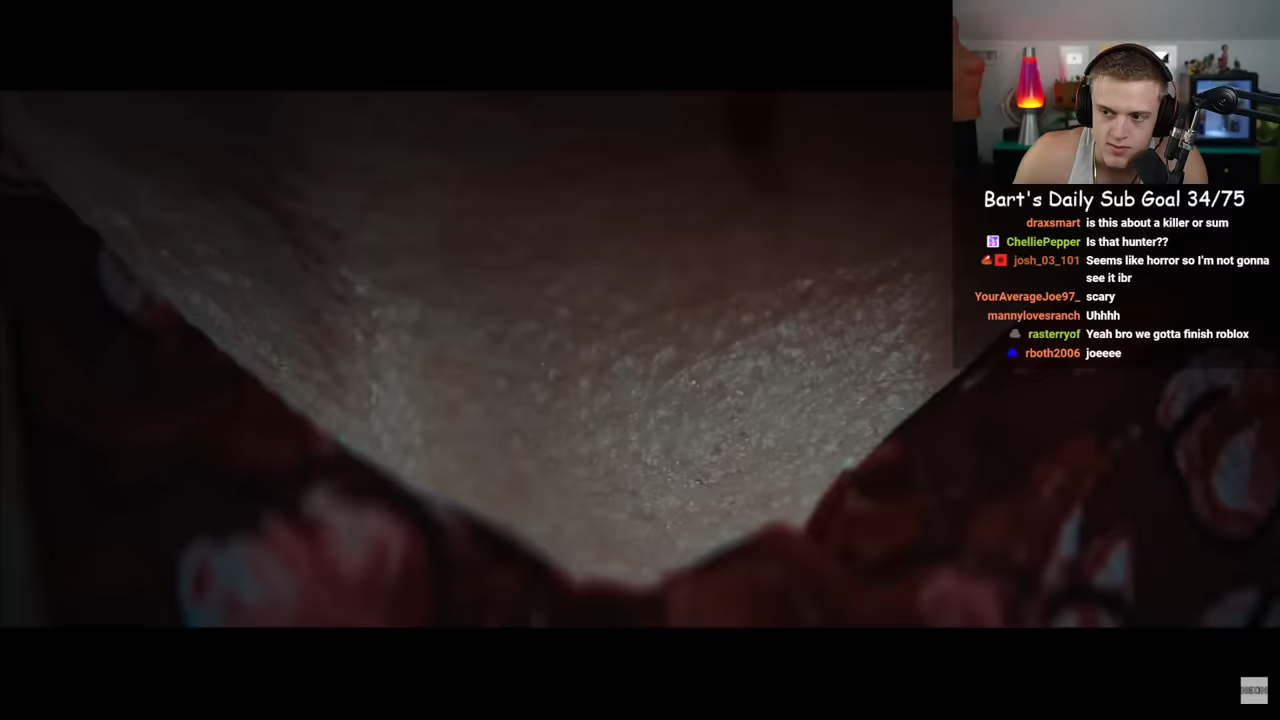 Bart's Daily Sub Goal 34/75
draxsmart is this about a killer or sum
ChelliePepper Is that hunter??
josh_03_101 Seems like horror so I'm not gonna
see it ibr
YourAverageJoe97_ scary
mannylovesranch Uhhhh
rasterryof Yeah bro we gotta finish roblox
rboth2006 joeeee
NEON